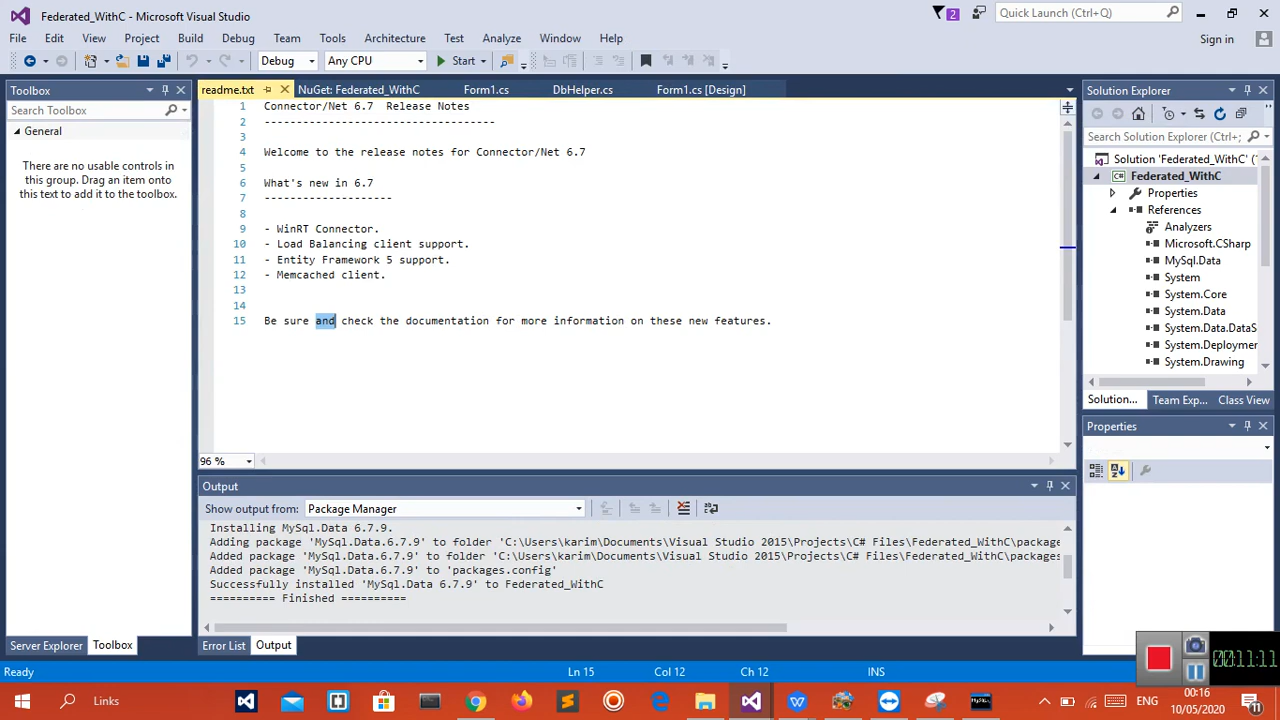 Federated_WithC - Microsoft Visual Studio
2
Quick Launch (Ctrl+Q)
File Edit View Project Build Debug Team Tools Architecture Test Analyze Window Help
Sign in
Debug Any CPU Start
Toolbox
Search Toolbox
General
There are no usable controls in
this group. Drag an item onto
this text to add it to the toolbox.
readme.txt NuGet: Federated_WithC Form1.cs DbHelper.cs Form1.cs [Design]
1 Connector/Net 6.7  Release Notes
2 ------------------------------------
3
4 Welcome to the release notes for Connector/Net 6.7
5
6 What's new in 6.7
7 --------------------
8
9 - WinRT Connector.
10 - Load Balancing client support.
11 - Entity Framework 5 support.
12 - Memcached client.
13
14
15 Be sure and check the documentation for more information on these new features.
96 %
Solution Explorer
Search Solution Explorer (Ctrl+;
Solution 'Federated_WithC' (
Federated_WithC
Properties
References
Analyzers
Microsoft.CSharp
MySql.Data
System
System.Core
System.Data
System.Data.DataS
System.Deployme
System.Drawing
Solution... Team Exp... Class View
Properties
Output
Show output from: Package Manager
Installing MySql.Data 6.7.9.
Adding package 'MySql.Data.6.7.9' to folder 'C:\Users\karim\Documents\Visual Studio 2015\Projects\C# Files\Federated_WithC\package
Added package 'MySql.Data.6.7.9' to folder 'C:\Users\karim\Documents\Visual Studio 2015\Projects\C# Files\Federated_WithC\packages
Added package 'MySql.Data.6.7.9' to 'packages.config'
Successfully installed 'MySql.Data 6.7.9' to Federated_WithC
========== Finished ==========
Server Explorer Toolbox Error List Output
Ready Ln 15 Col 12 Ch 12 INS
00:11:11
Links
ENG
00:16
10/05/2020
11